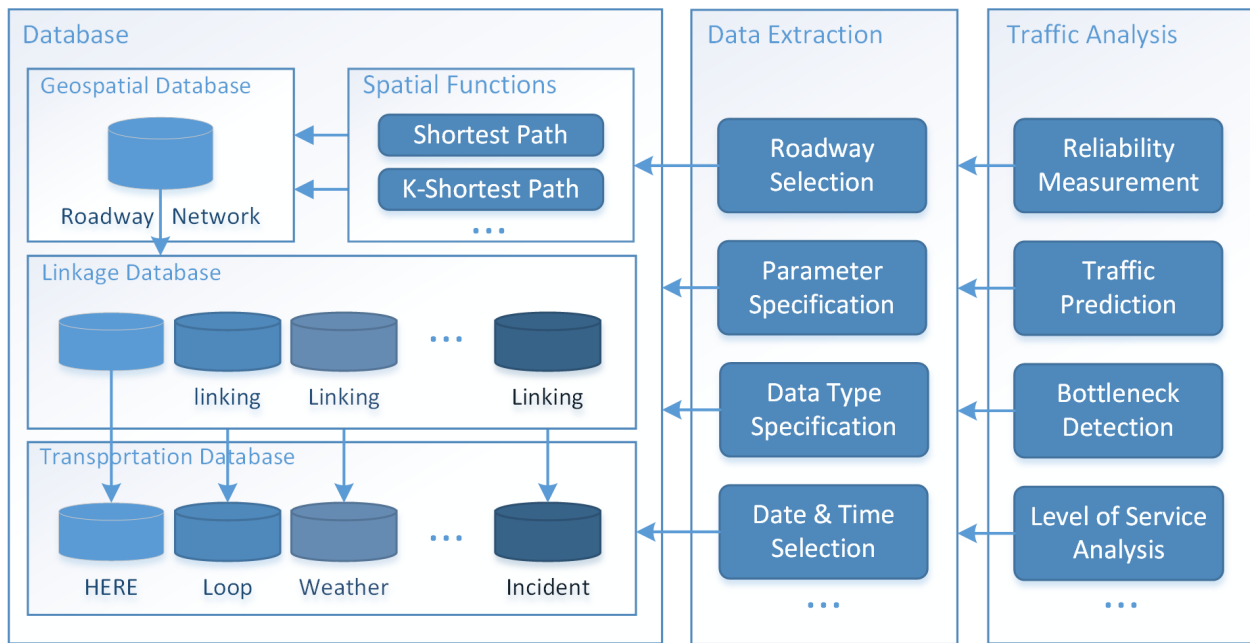 Database
Geospatial Database
Roadway Network
Spatial Functions
Shortest Path
K-Shortest Path
...
Linkage Database
...
linking
Linking
Linking
Transportation Database
...
HERE
Loop
Weather
Incident
Data Extraction
Roadway
Selection
Parameter
Specification
Data Type
Specification
Date & Time
Selection
...
Traffic Analysis
Reliability
Measurement
Traffic
Prediction
Bottleneck
Detection
Level of Service
Analysis
...